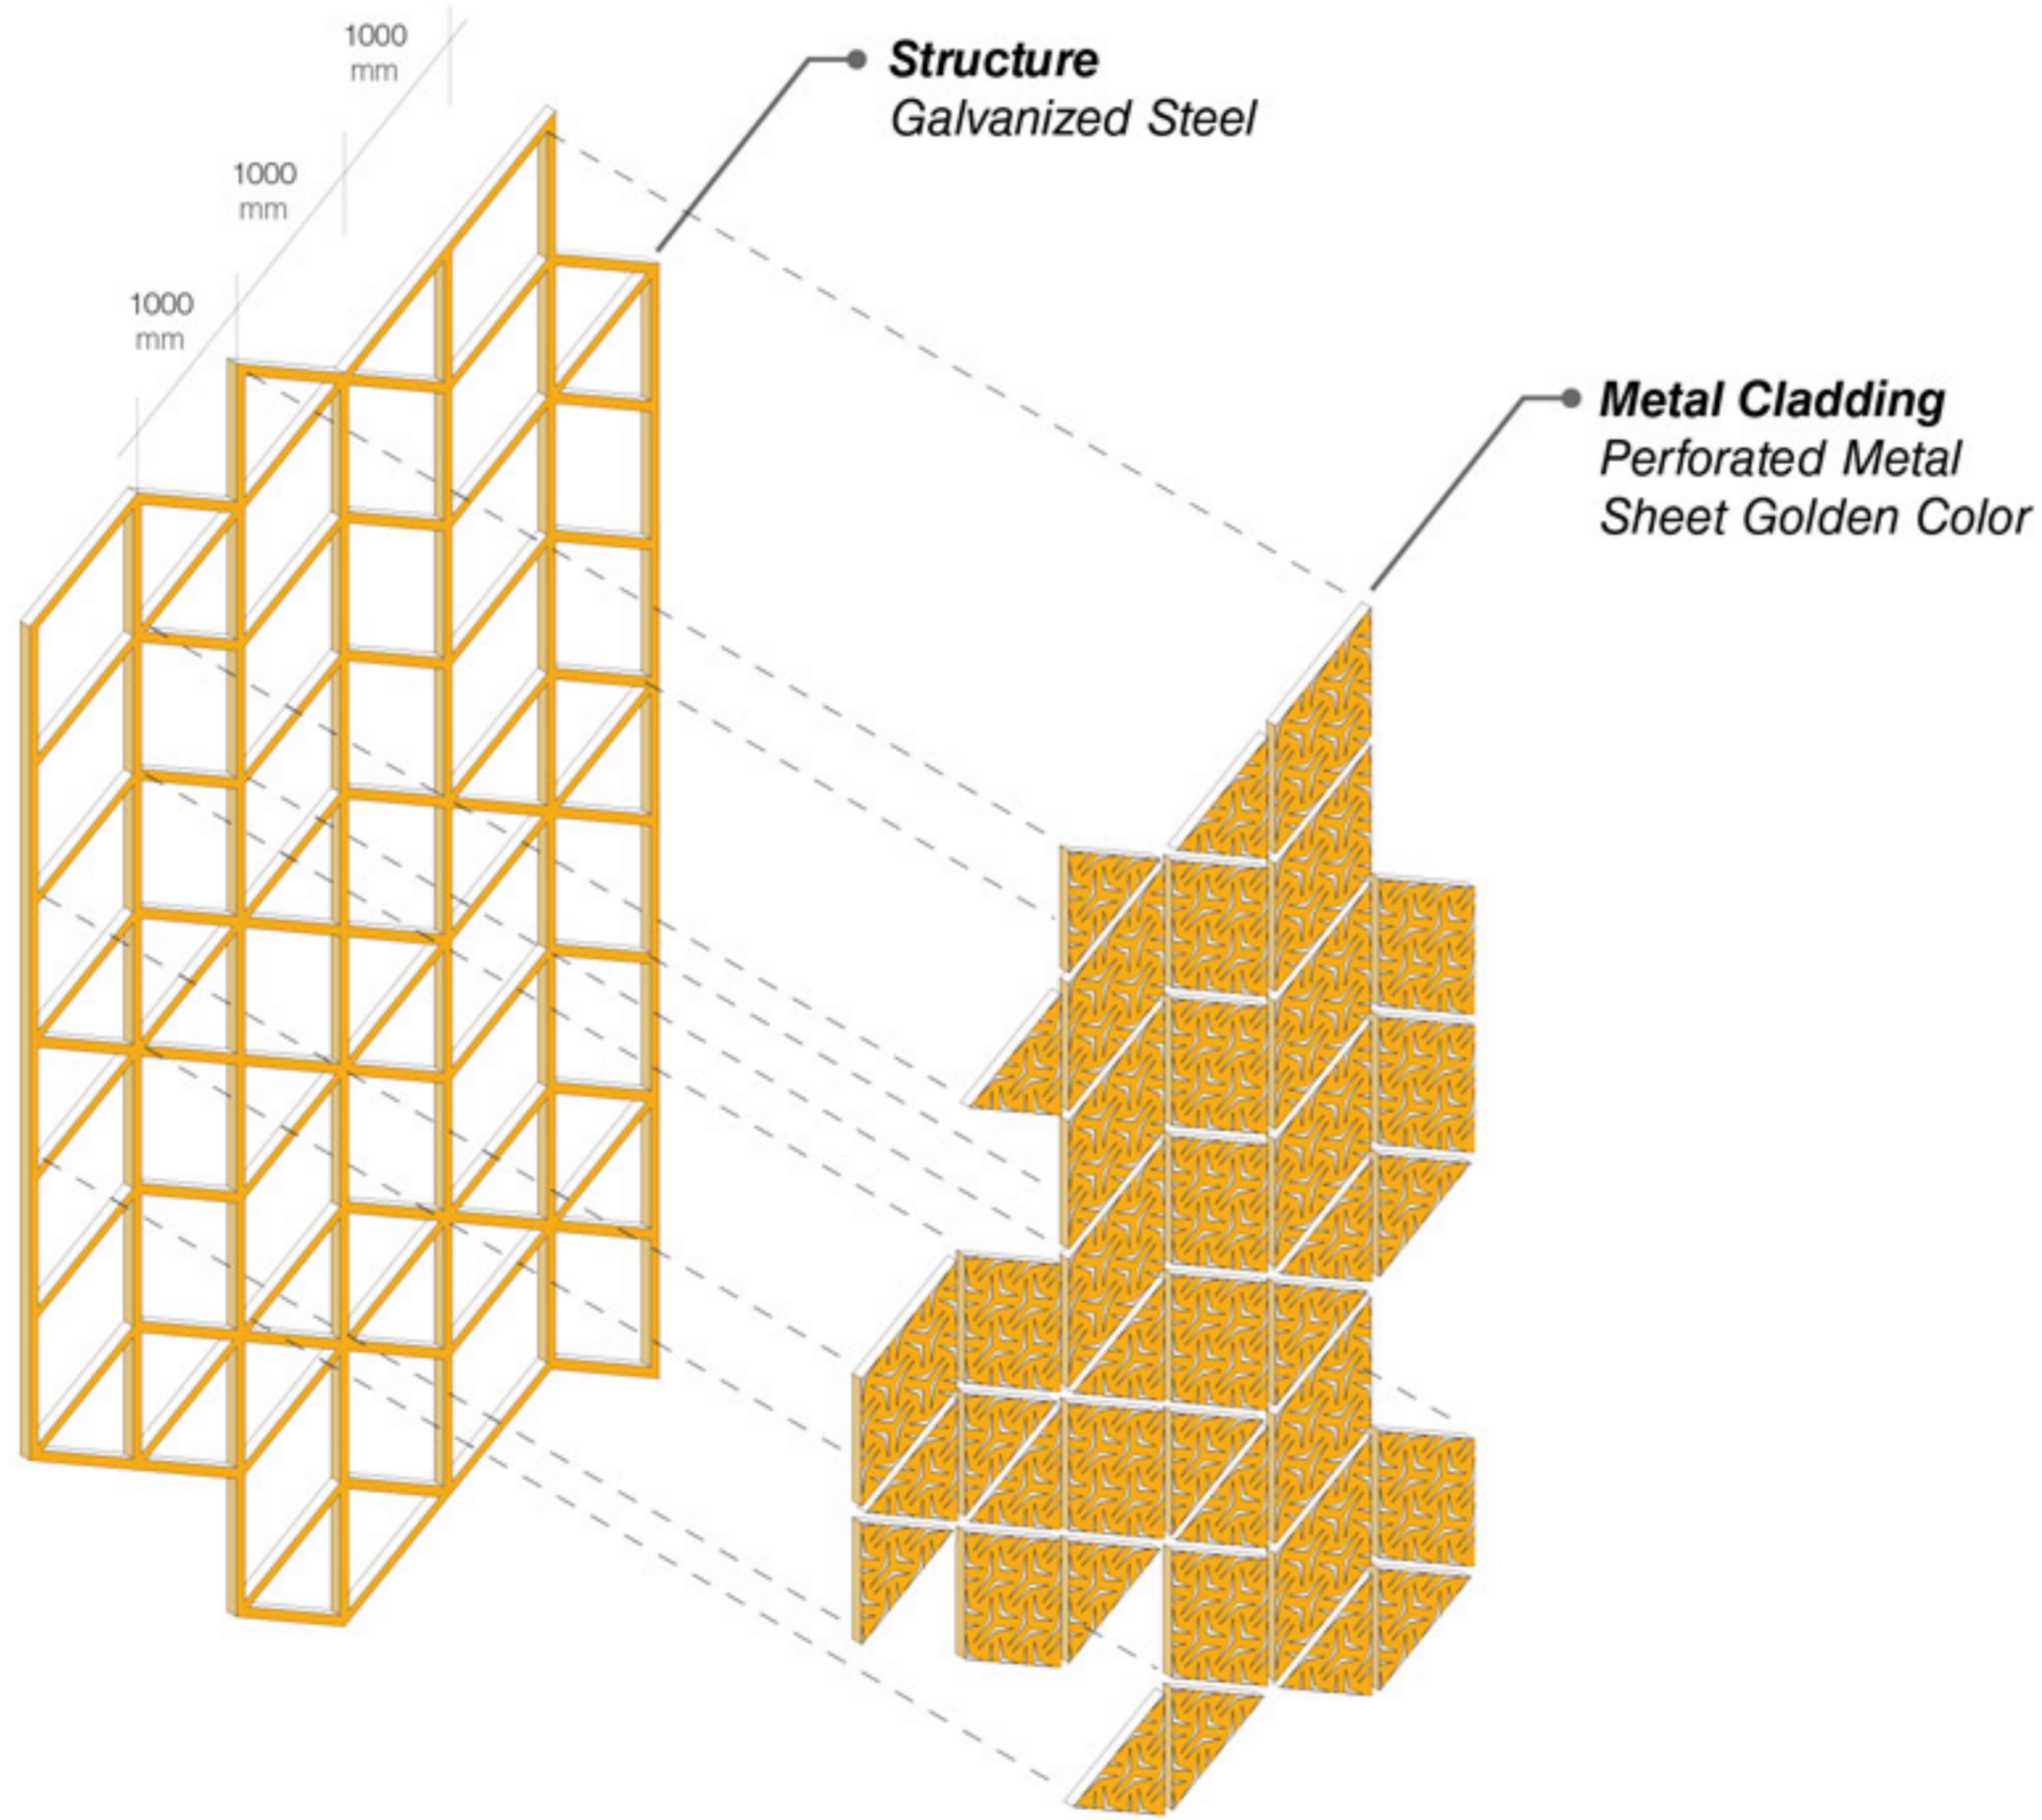 1000
mm
1000
mm
1000
mm
Structure
Galvanized Steel
Metal Cladding
Perforated Metal
Sheet Golden Color